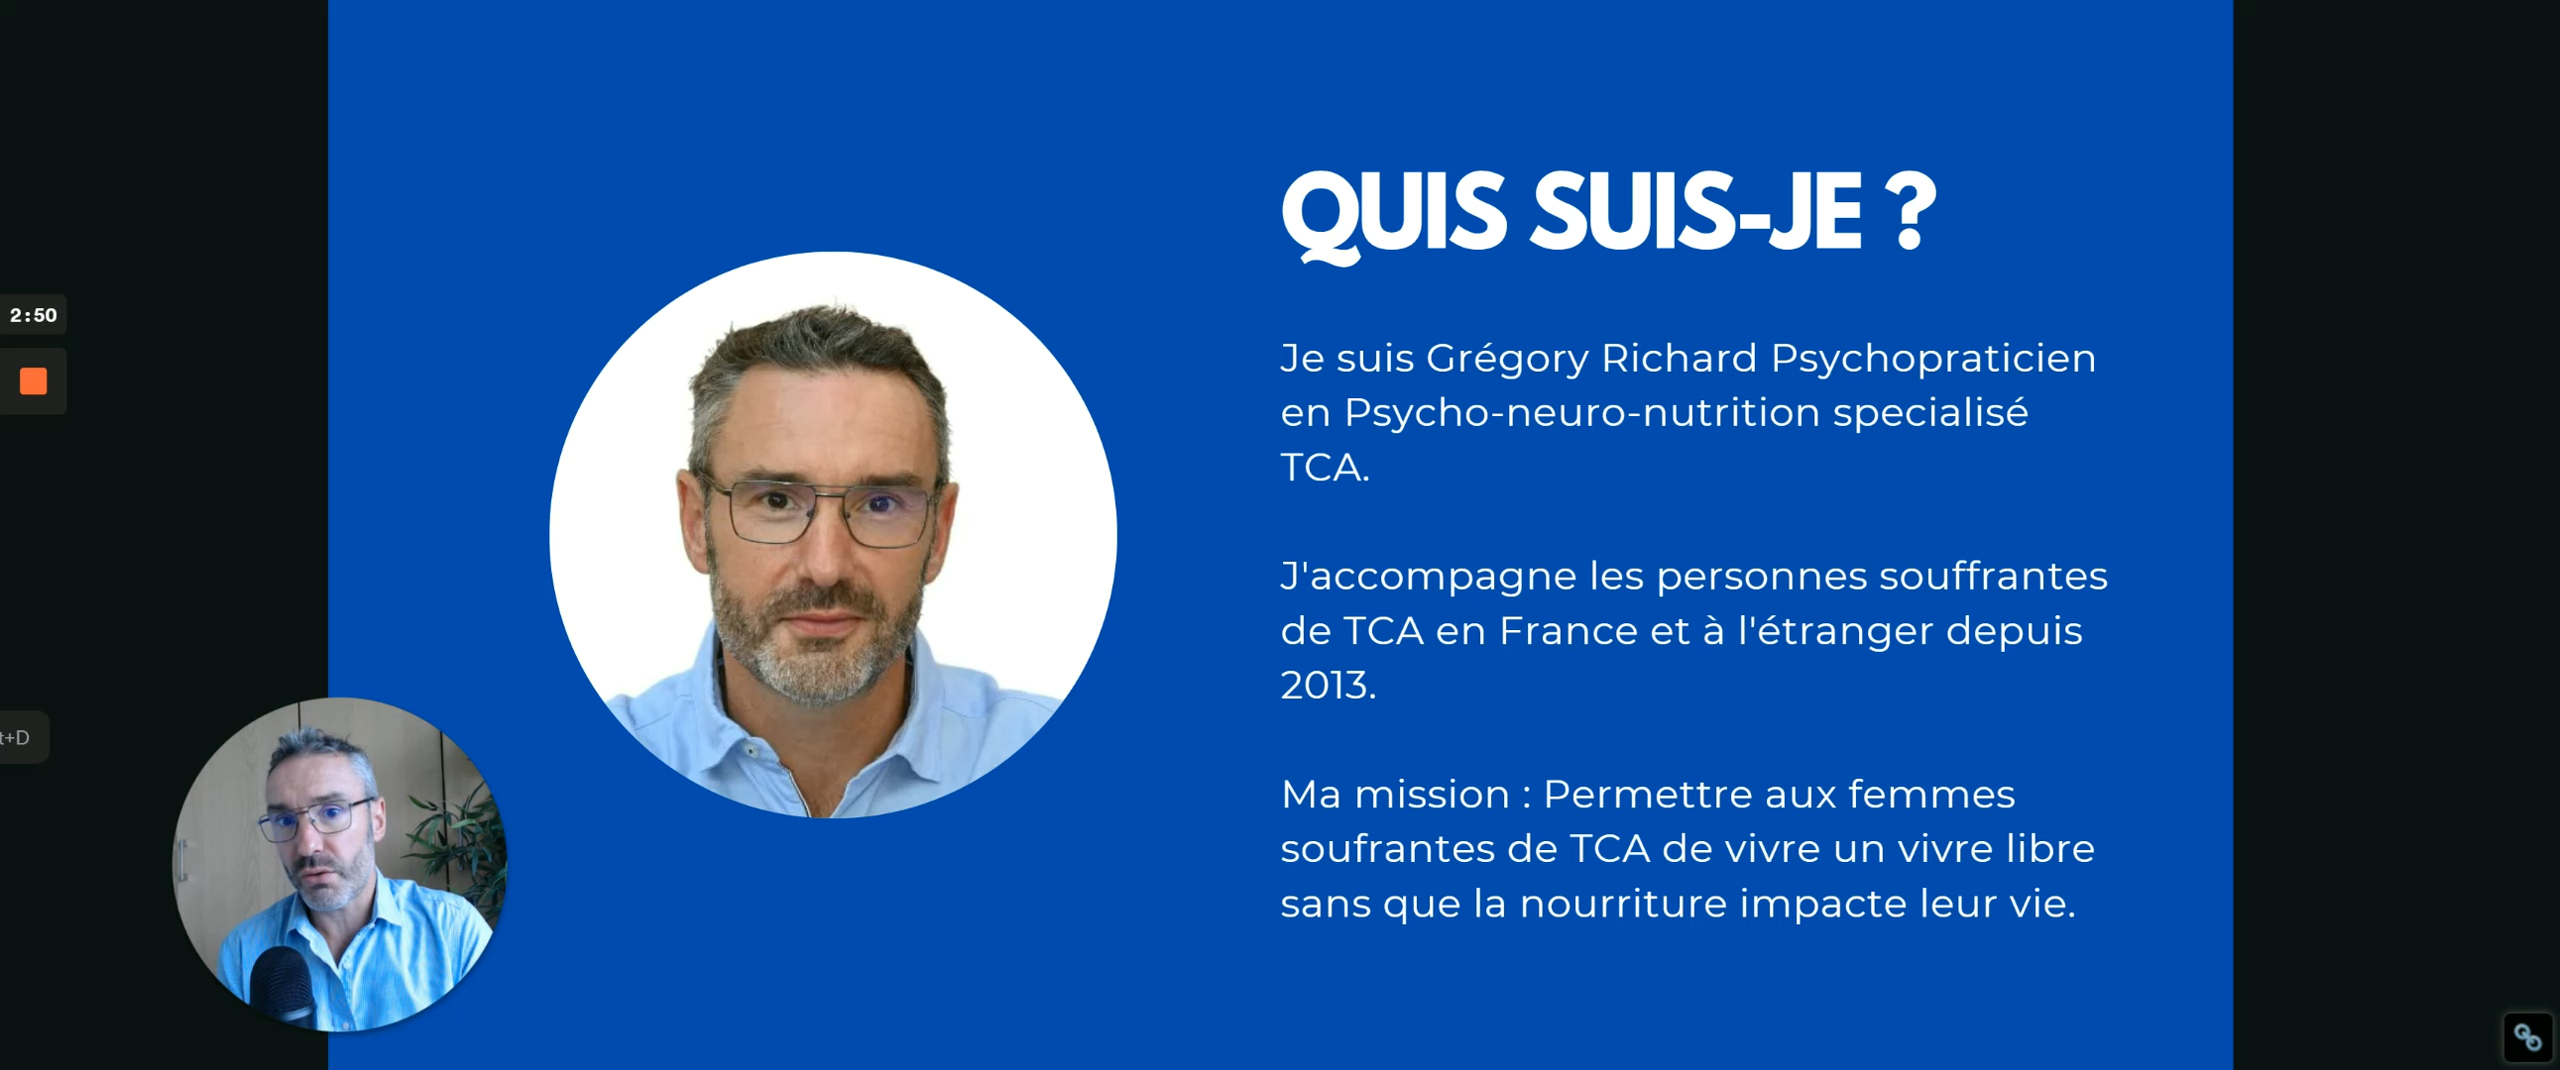 QUIS SUIS-JE ?
Je suis Grégory Richard Psychopraticien
en Psycho-neuro-nutrition specialisé
TCA.
J'accompagne les personnes souffrantes
de TCA en France et à l'étranger depuis
2013.
Ma mission : Permettre aux femmes
soufrantes de TCA de vivre un vivre libre
sans que la nourriture impacte leur vie.
2:50
t+D